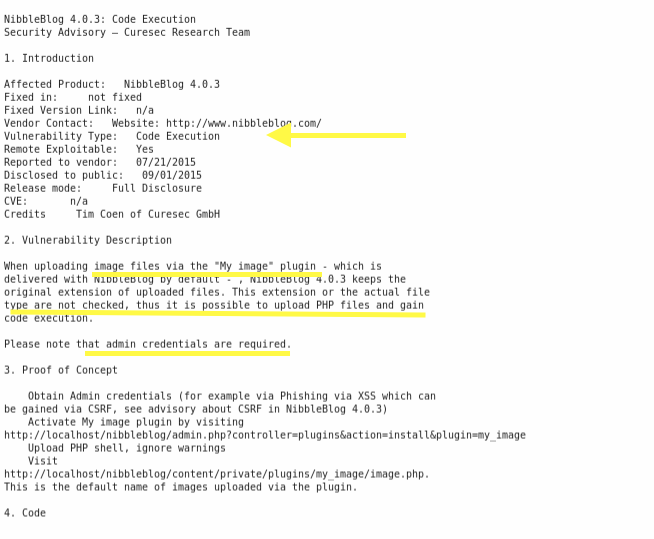 NibbleBlog 4.0.3: Code Execution
Security Advisory – Curesec Research Team
1. Introduction
Affected Product:   NibbleBlog 4.0.3
Fixed in:     not fixed
Fixed Version Link:   n/a
Vendor Contact:   Website: http://www.nibbleblog.com/
Vulnerability Type:   Code Execution
Remote Exploitable:   Yes
Reported to vendor:   07/21/2015
Disclosed to public:   09/01/2015
Release mode:     Full Disclosure
CVE:       n/a
Credits     Tim Coen of Curesec GmbH
2. Vulnerability Description
When uploading image files via the "My image" plugin - which is
delivered with NibbleBlog by default - , NibbleBlog 4.0.3 keeps the
original extension of uploaded files. This extension or the actual file
type are not checked, thus it is possible to upload PHP files and gain
code execution.
Please note that admin credentials are required.
3. Proof of Concept
    Obtain Admin credentials (for example via Phishing via XSS which can
be gained via CSRF, see advisory about CSRF in NibbleBlog 4.0.3)
    Activate My image plugin by visiting
http://localhost/nibbleblog/admin.php?controller=plugins&action=install&plugin=my_image
    Upload PHP shell, ignore warnings
    Visit
http://localhost/nibbleblog/content/private/plugins/my_image/image.php.
This is the default name of images uploaded via the plugin.
4. Code